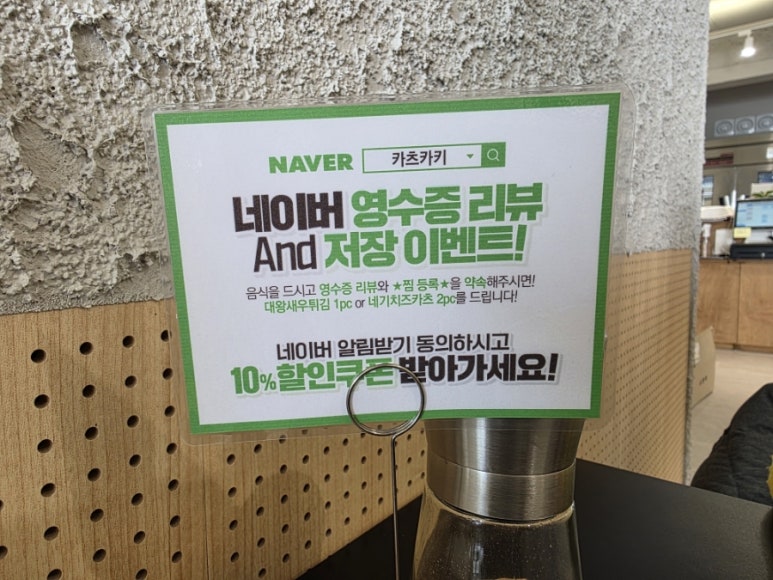 NAVER 카츠카키
네이버 영수증 리뷰
And 저장 이벤트!
음식을 드시고 영수증 리뷰와 ★찜 등록★을 약속해주시면!
대왕새우튀김 1pc or 네기치즈카츠 2pc를 드립니다!
네이버 알림받기 동의하시고
10% 할인쿠폰 받아가세요!